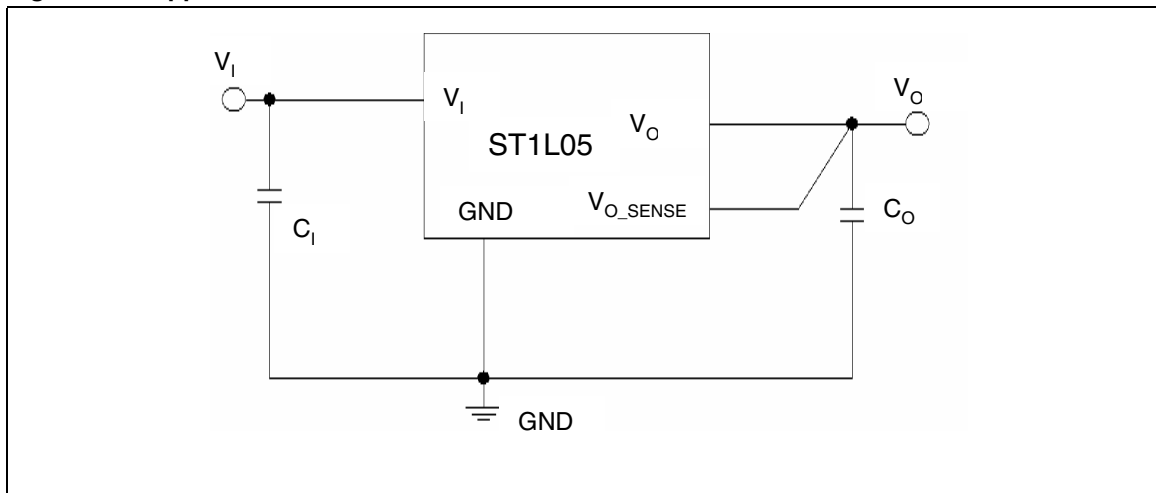 V_I
V_I
V_O
V_O
ST1L05
GND
V_O_SENSE
C_I
C_O
GND